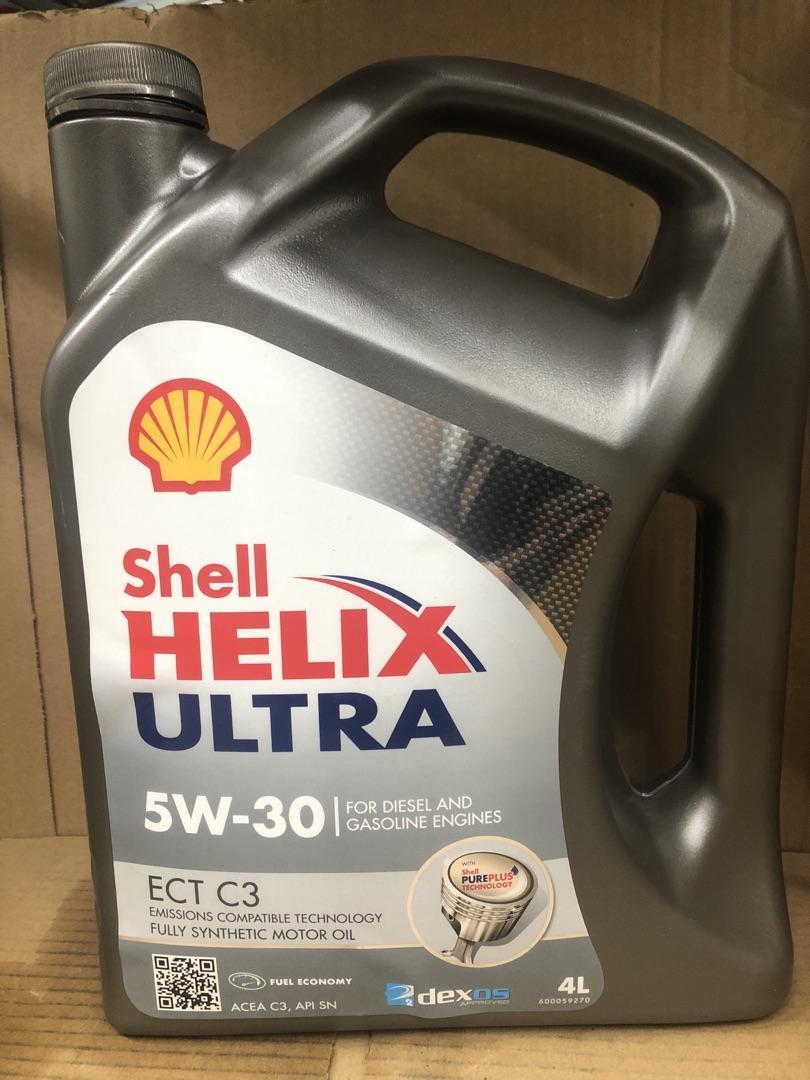 Shell
HELIX
ULTRA
5W-30
FOR DIESEL AND
GASOLINE ENGINES
ECT C3
EMISSIONS COMPATIBLE TECHNOLOGY
FULLY SYNTHETIC MOTOR OIL
WITH
Shell
PUREPLUS
TECHNOLOGY
FUEL ECONOMY
ACEA C3, API SN
2
dexos
APPROVED
4L
600059270